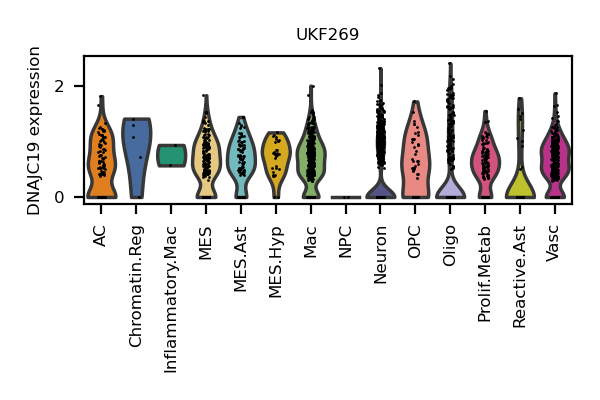 UKF269
DNAJC19 expression
2
0
AC
Chromatin.Reg
Inflammatory.Mac
MES
MES.Ast
MES.Hyp
Mac
NPC
Neuron
OPC
Oligo
Prolif.Metab
Reactive.Ast
Vasc